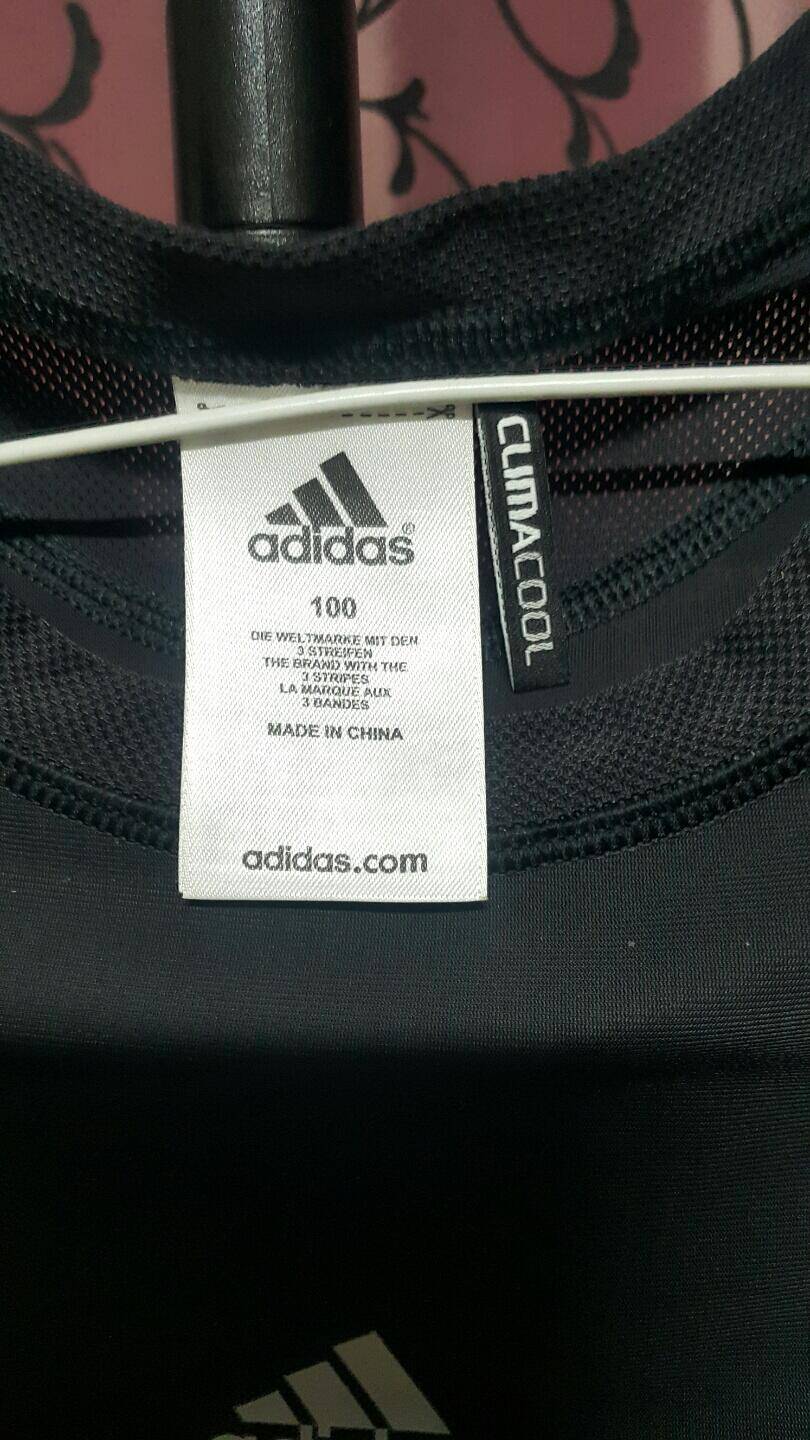 adidas®
100
DIE WELTMARKE MIT DEN
3 STREIFEN
THE BRAND WITH THE
3 STRIPES
LA MARQUE AUX
3 BANDES
MADE IN CHINA
adidas.com
CLIMACOOL